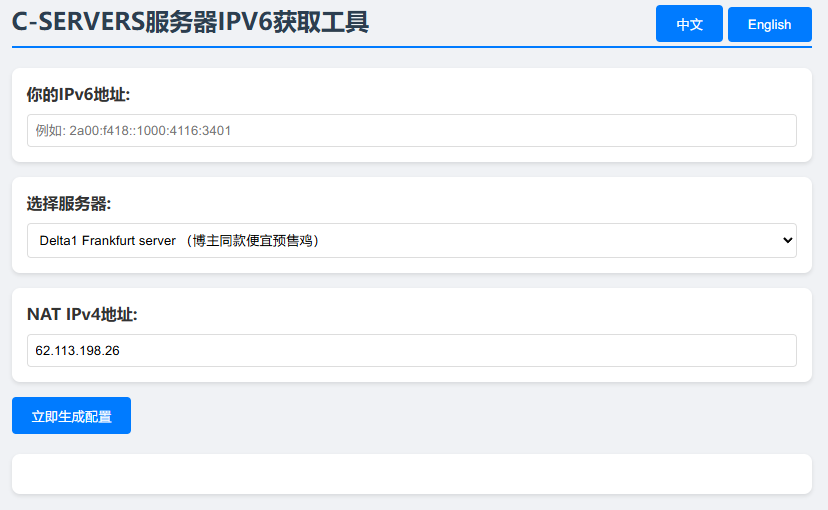 C-SERVERS服务器IPV6获取工具
中文
English
你的IPv6地址:
例如: 2a00:f418::1000:4116:3401
选择服务器:
Delta1 Frankfurt server （博主同款便宜预售鸡）
NAT IPv4地址:
62.113.198.26
立即生成配置